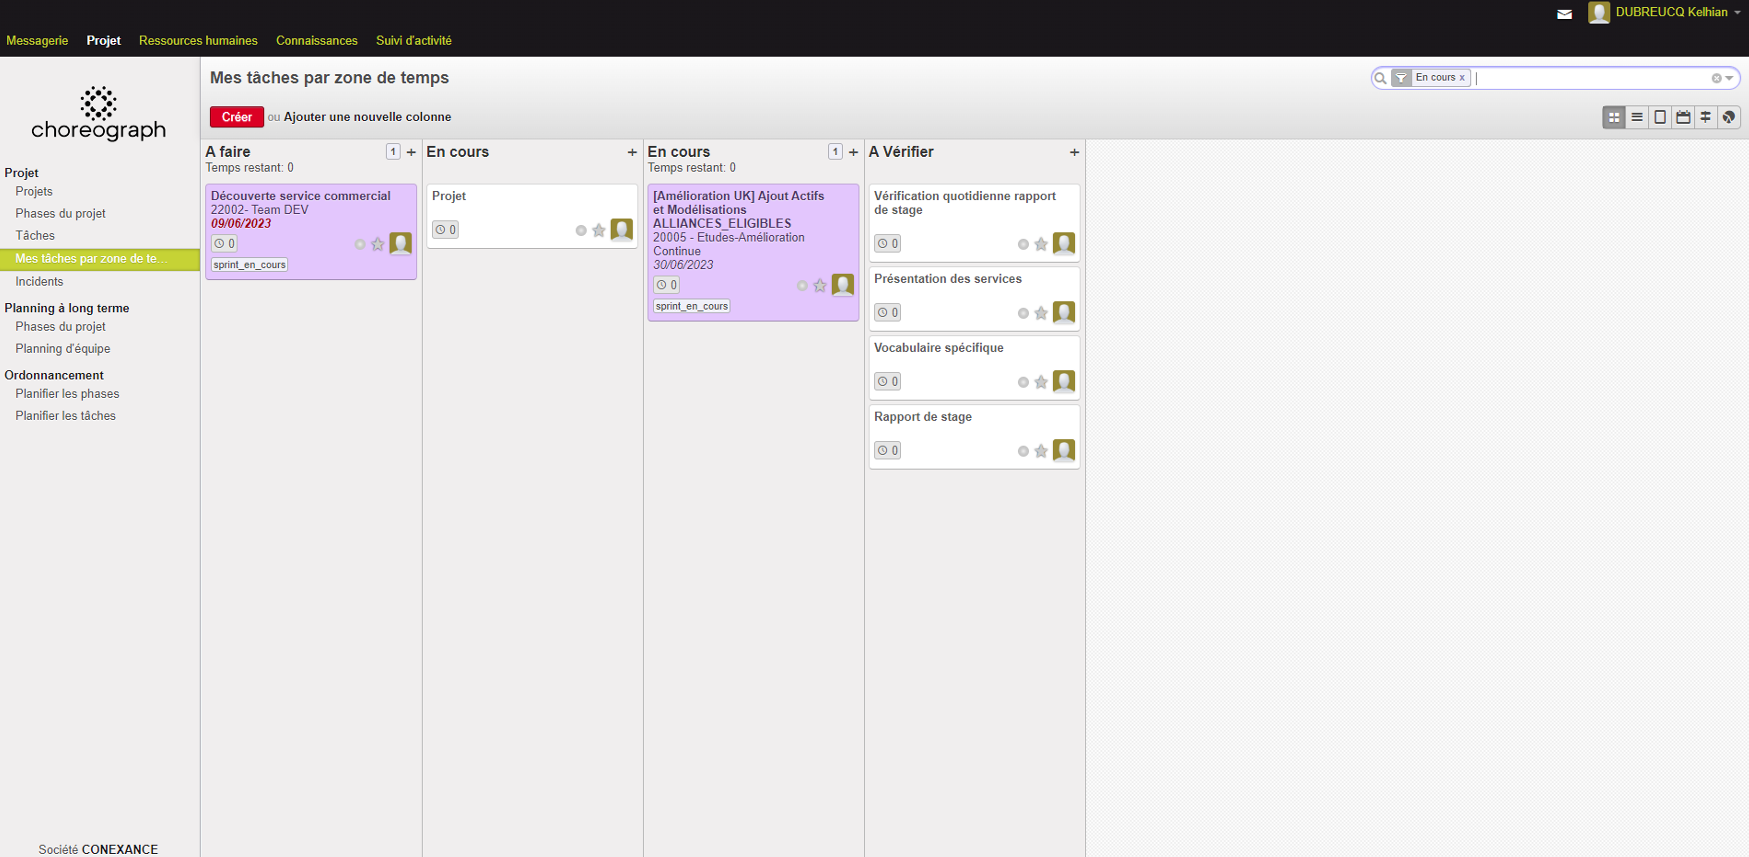 DUBREUCQ Kelhian
Messagerie Projet Ressources humaines Connaissances Suivi d'activité
choreograph
Projet
Projets
Phases du projet
Tâches
Mes tâches par zone de te...
Incidents
Planning à long terme
Phases du projet
Planning d'équipe
Ordonnancement
Planifier les phases
Planifier les tâches
Société CONEXANCE
Mes tâches par zone de temps
En cours x
Créer ou Ajouter une nouvelle colonne
A faire 1 +
Temps restant: 0
Découverte service commercial
22002- Team DEV
09/06/2023
0
sprint_en_cours
En cours +
Projet
0
En cours 1 +
Temps restant: 0
[Amélioration UK] Ajout Actifs
et Modélisations
ALLIANCES_ELIGIBLES
20005 - Etudes-Amélioration
Continue
30/06/2023
0
sprint_en_cours
A Vérifier +
Vérification quotidienne rapport
de stage
0
Présentation des services
0
Vocabulaire spécifique
0
Rapport de stage
0